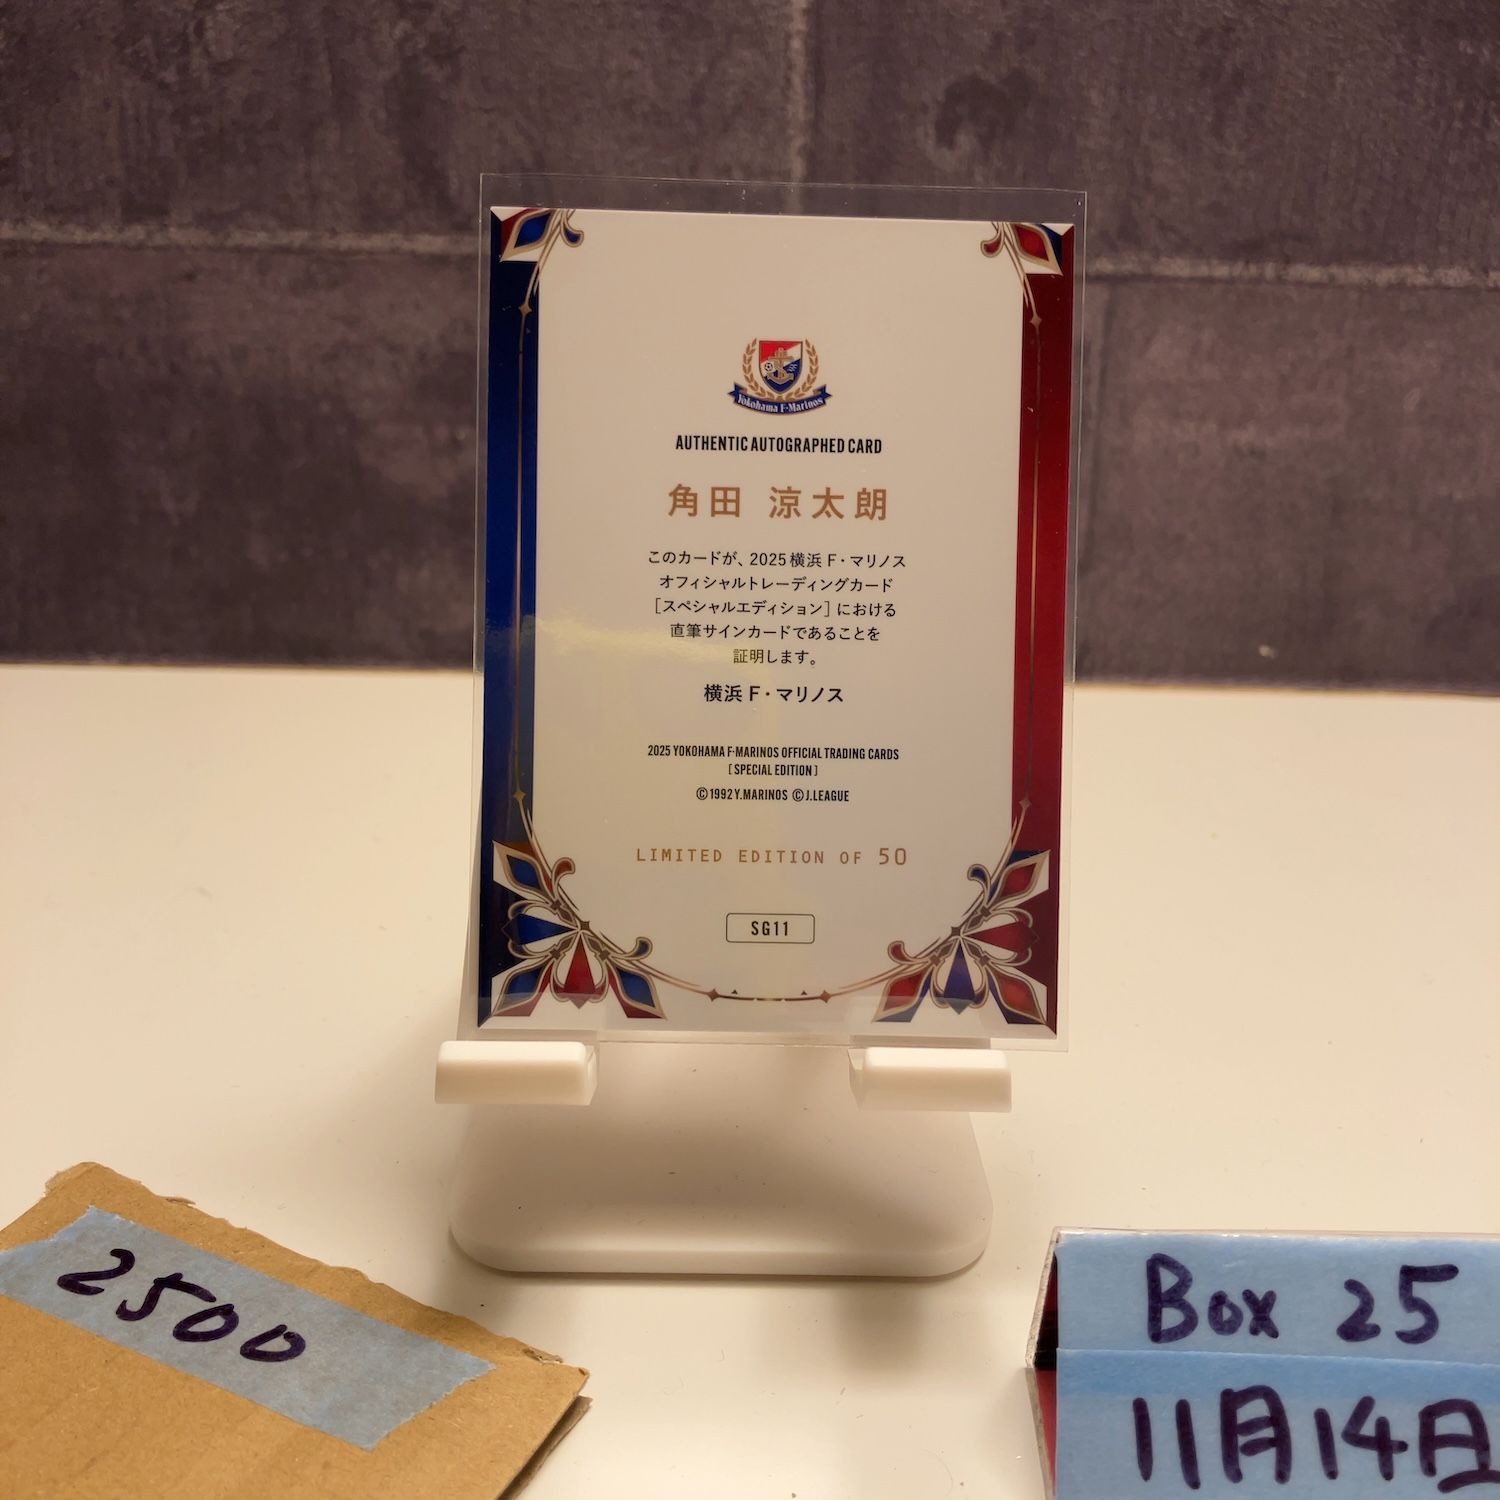 Yokohama F·Marinos
AUTHENTIC AUTOGRAPHED CARD
角田 涼太朗
このカードが、2025 横浜 F・マリノス
オフィシャルトレーディングカード
[スペシャルエディション] における
直筆サインカードであることを
証明します。
横浜 F・マリノス
2025 YOKOHAMA F·MARINOS OFFICIAL TRADING CARDS
[ SPECIAL EDITION ]
©1992 Y.MARINOS ©J.LEAGUE
LIMITED EDITION OF 50
SG11
2500
Box 25
11月14日